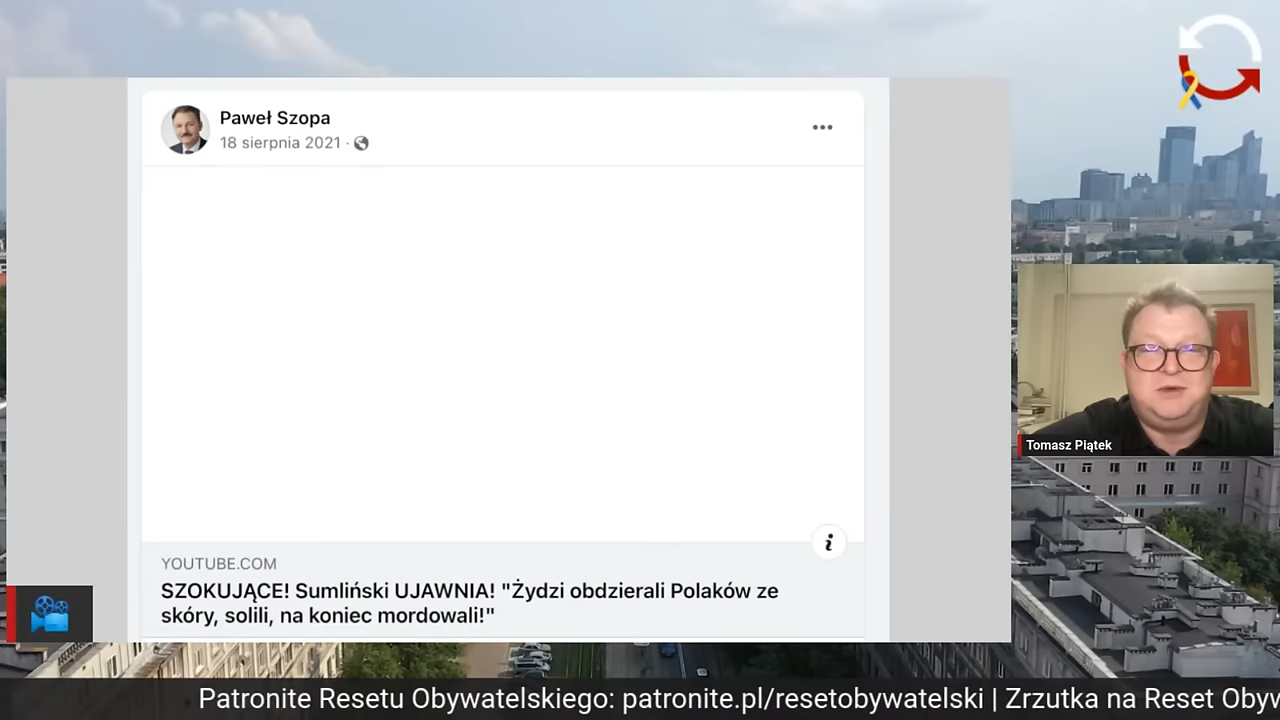 Paweł Szopa
18 sierpnia 2021 ·
YOUTUBE.COM
SZOKUJĄCE! Sumliński UJAWNIA! "Żydzi obdzierali Polaków ze
skóry, solili, na koniec mordowali!"
Tomasz Piątek
Patronite Resetu Obywatelskiego: patronite.pl/resetobywatelski | Zrzutka na Reset Obyw